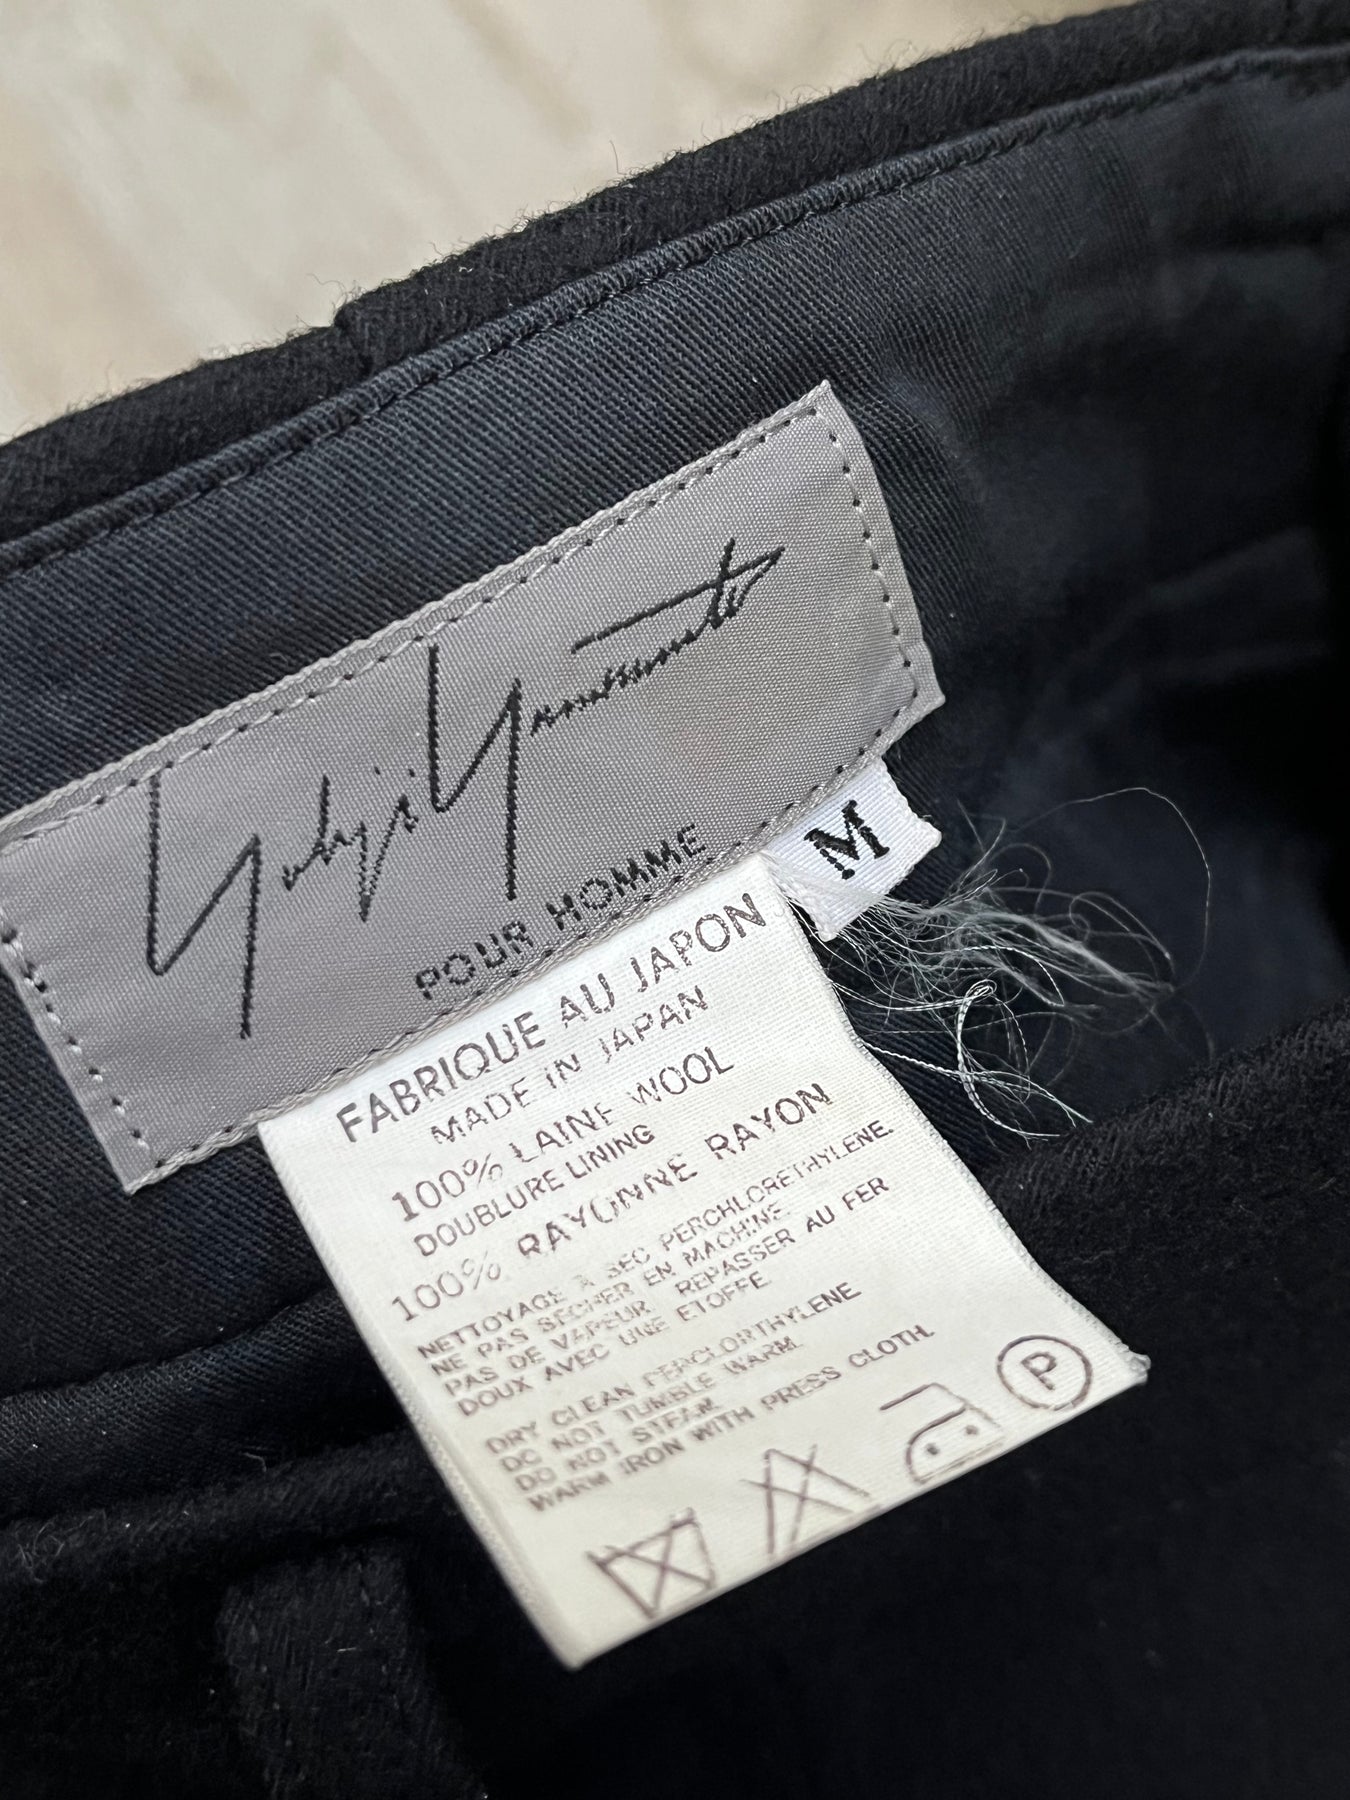 Yohji Yamamoto
POUR HOMME
M
FABRIQUE AU JAPON
MADE IN JAPAN
100% LAINE WOOL
DOUBLURE LINING
100% RAYONNE RAYON
NETTOYAGE A SEC PERCHLORETHYLENE.
NE PAS SECHER EN MACHINE.
PAS DE VAPEUR. REPASSER AU FER
DOUX AVEC UNE ETOFFE
DRY CLEAN PERCLORTHYLENE
DO NOT TUMBLE WARM.
DO NOT STEAM.
WARM IRON WITH PRESS CLOTH.
P